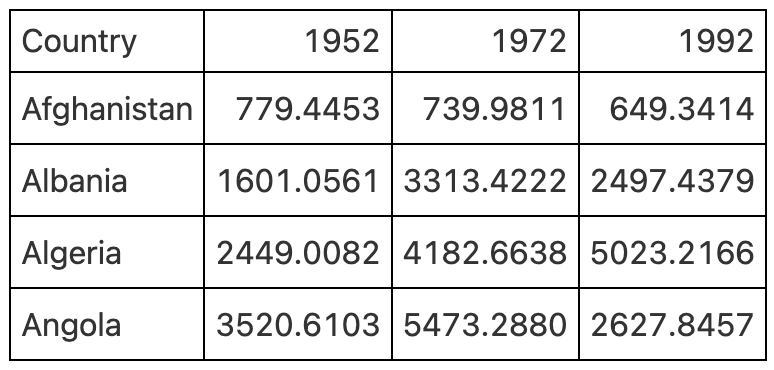 Country 1952 1972 1992
Afghanistan 779.4453 739.9811 649.3414
Albania 1601.0561 3313.4222 2497.4379
Algeria 2449.0082 4182.6638 5023.2166
Angola 3520.6103 5473.2880 2627.8457